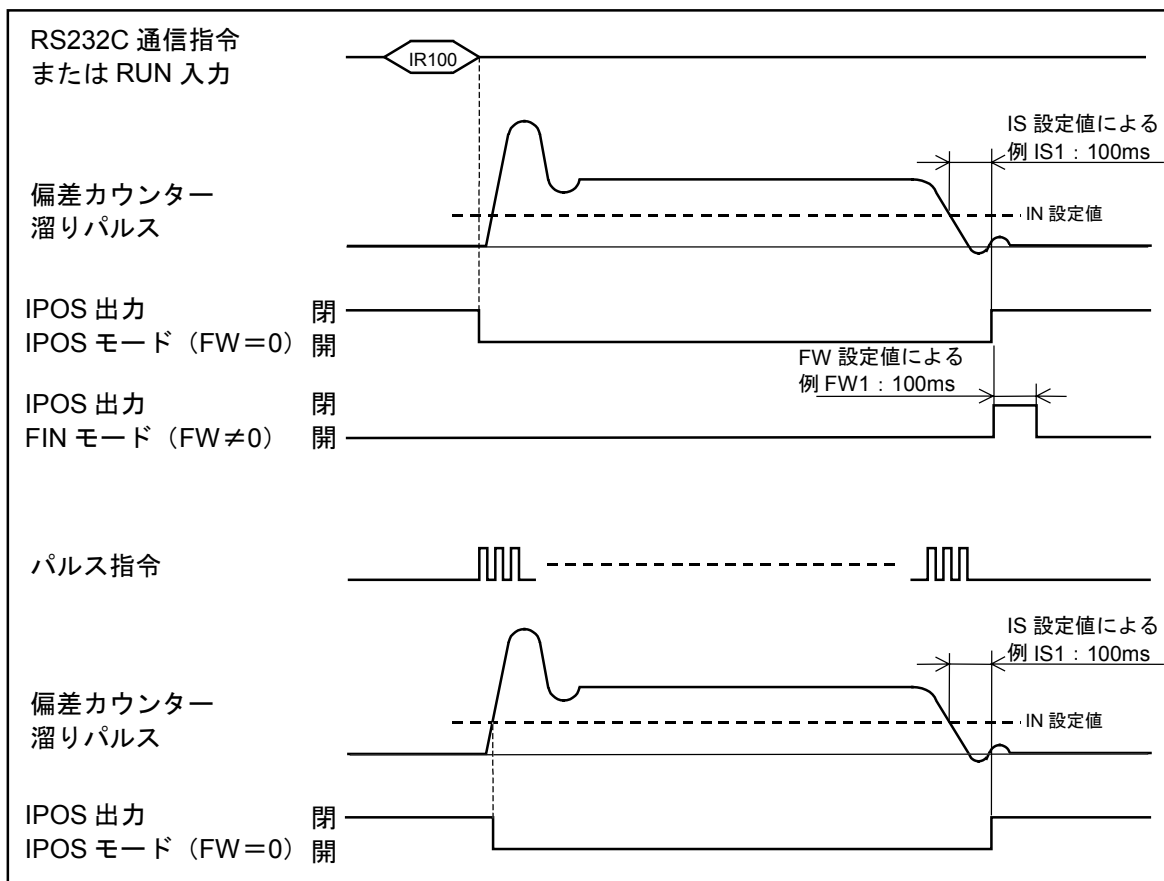 RS232C 通信指令
または RUN 入力
IR100
IS 設定値による
例 IS1：100ms
偏差カウンター
溜りパルス
IN 設定値
IPOS 出力 閉
IPOS モード（FW＝0） 開
FW 設定値による
例 FW1：100ms
IPOS 出力 閉
FIN モード（FW≠0） 開
パルス指令
IS 設定値による
例 IS1：100ms
偏差カウンター
溜りパルス
IN 設定値
IPOS 出力 閉
IPOS モード（FW＝0） 開